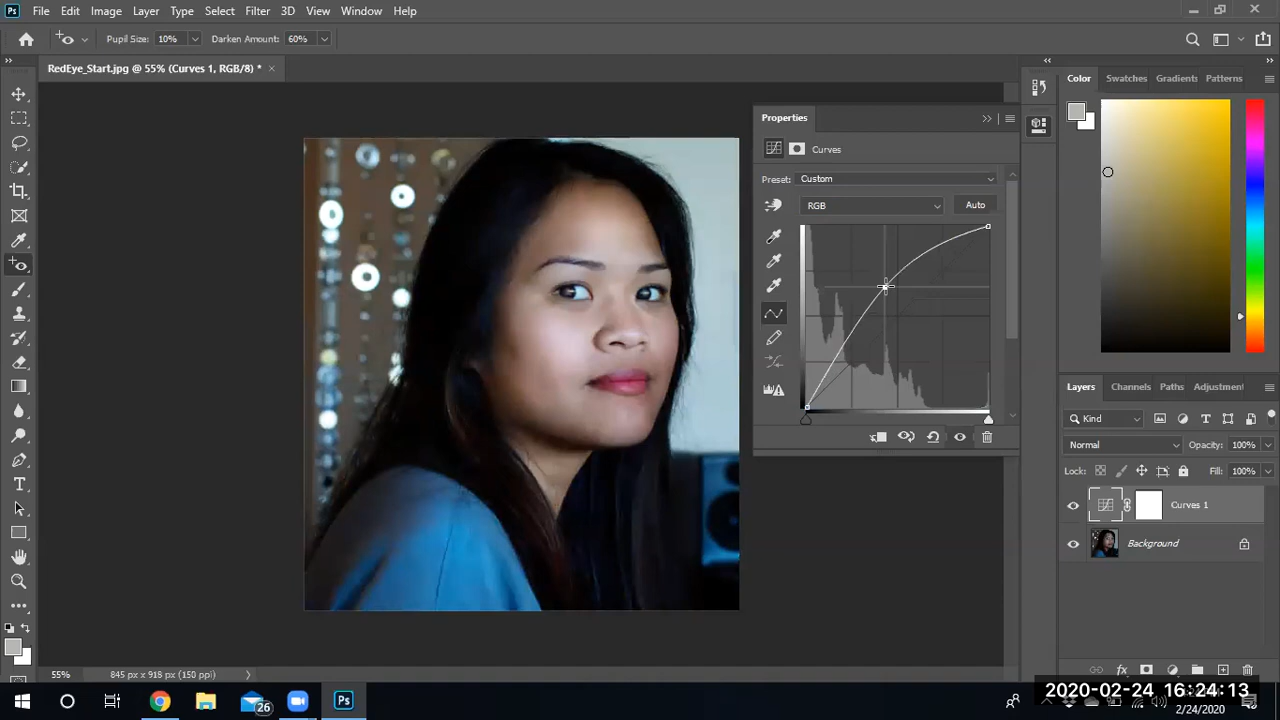 Ps File Edit Image Layer Type Select Filter 3D View Window Help
Pupil Size: 10% Darken Amount: 60%
RedEye_Start.jpg @ 55% (Curves 1, RGB/8) *
Properties
Curves
Preset: Custom
RGB Auto
Color Swatches Gradients Patterns
Layers Channels Paths Adjustment
Kind
Normal Opacity: 100%
Lock: Fill: 100%
Curves 1
Background
55% 845 px x 918 px (150 ppi)
26 Ps
2020-02-24 16:24:13
2/24/2020